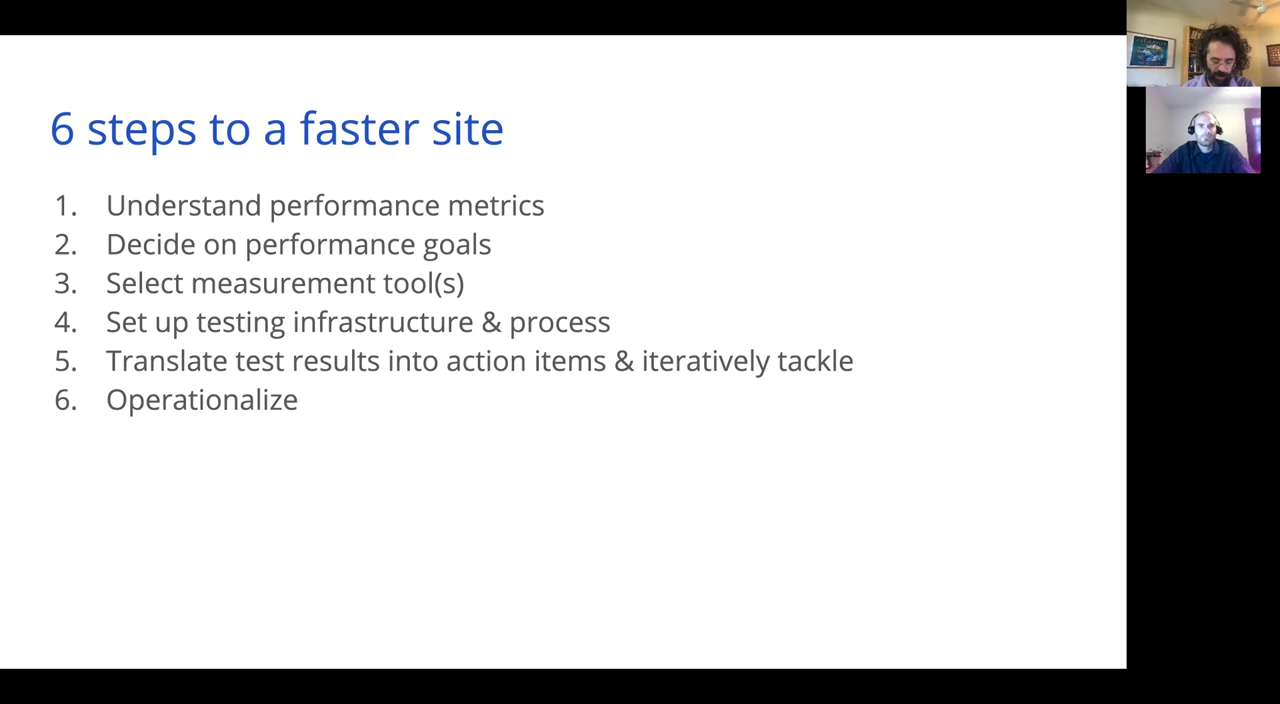 6 steps to a faster site
1. Understand performance metrics
2. Decide on performance goals
3. Select measurement tool(s)
4. Set up testing infrastructure & process
5. Translate test results into action items & iteratively tackle
6. Operationalize